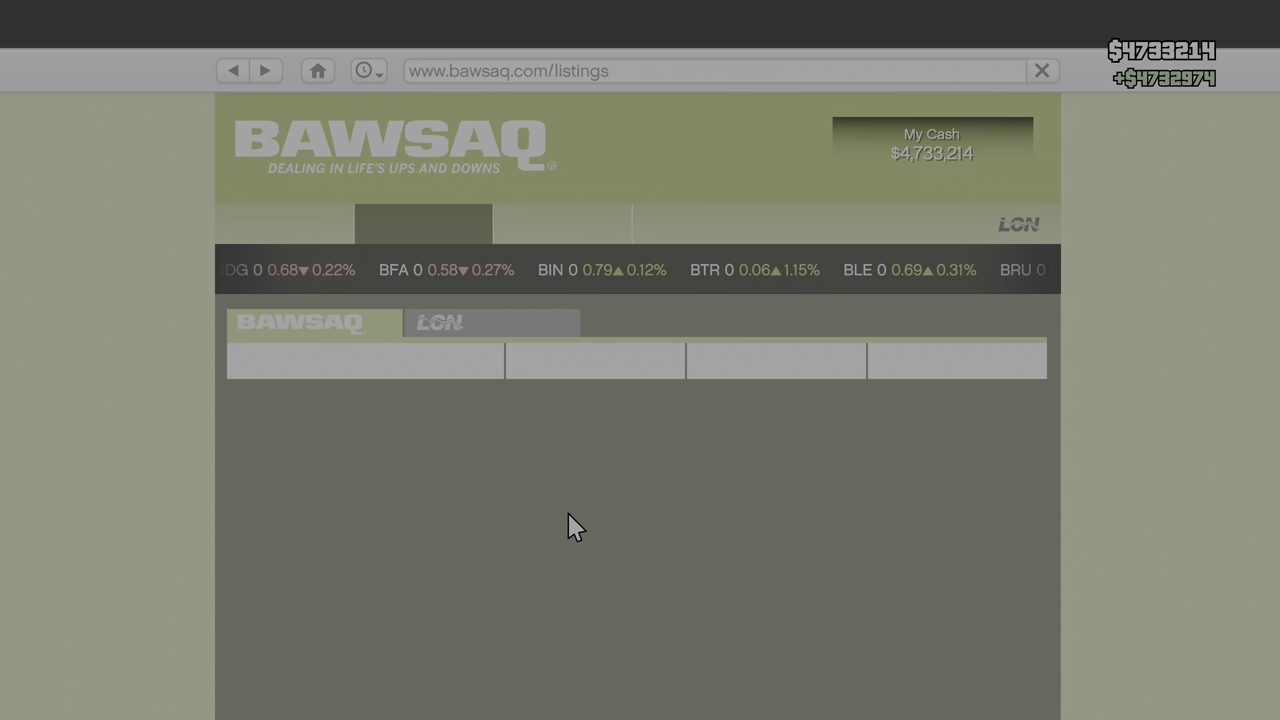 $4733214
+$4732974
www.bawsaq.com/listings
BAWSAQ
DEALING IN LIFE'S UPS AND DOWNS
My Cash
$4,733,214
LCN
DG 0 0.68▼0.22% BFA 0 0.58▼0.27% BIN 0 0.79▲0.12% BTR 0 0.06▲1.15% BLE 0 0.69▲0.31% BRU 0
BAWSAQ LCN